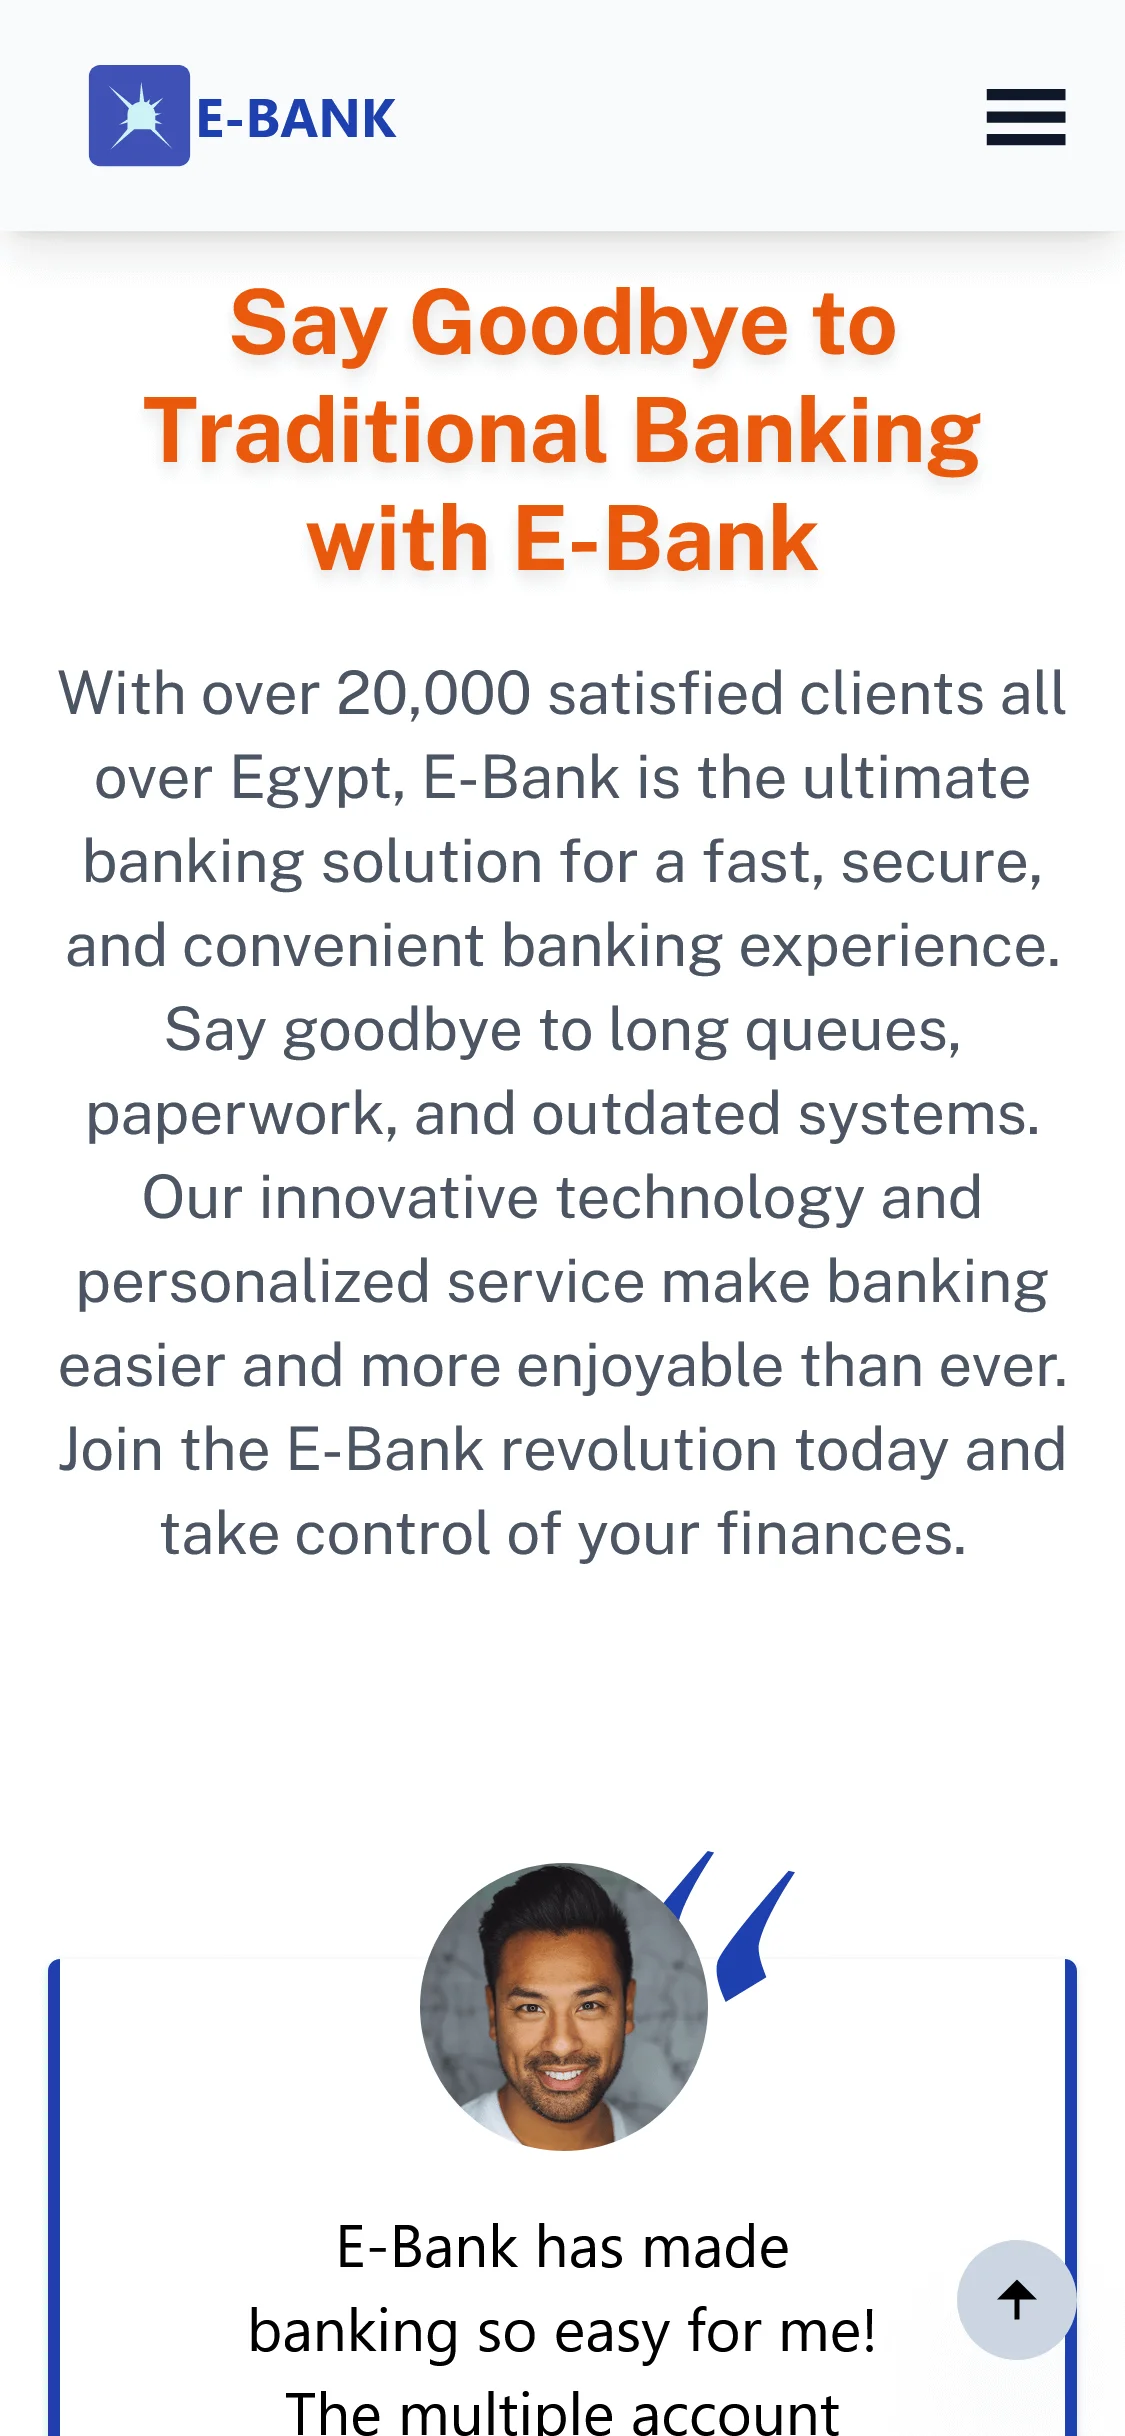 E-BANK
Say Goodbye to
Traditional Banking
with E-Bank
With over 20,000 satisfied clients all
over Egypt, E-Bank is the ultimate
banking solution for a fast, secure,
and convenient banking experience.
Say goodbye to long queues,
paperwork, and outdated systems.
Our innovative technology and
personalized service make banking
easier and more enjoyable than ever.
Join the E-Bank revolution today and
take control of your finances.
E-Bank has made
banking so easy for me!
The multiple account